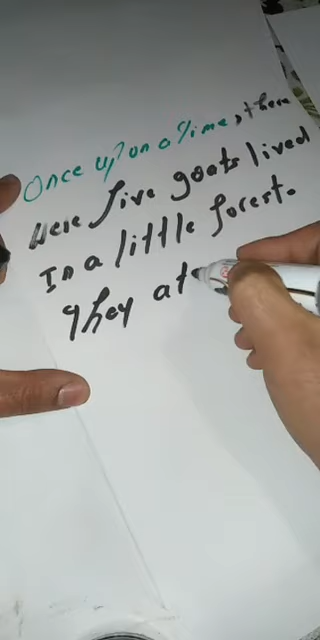 Once upon a time, there
were five goats lived
In a little forest.
They at